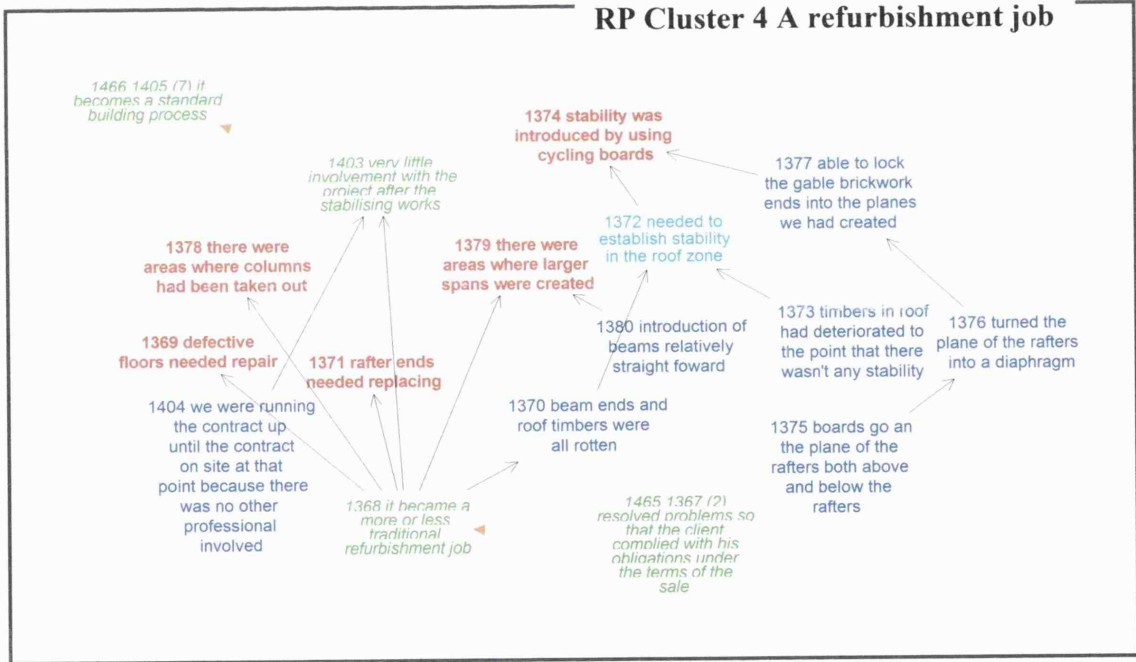 RP Cluster 4 A refurbishment job
1466 1405 (7) it
becomes a standard
building process
1403 very little
involvement with the
project after the
stabilising works
1374 stability was
introduced by using
cycling boards
1377 able to lock
the gable brickwork
ends into the planes
we had created
1378 there were
areas where columns
had been taken out
1379 there were
areas where larger
spans were created
1372 needed to
establish stability
in the roof zone
1369 defective
floors needed repair
1371 rafter ends
needed replacing
1380 introduction of
beams relatively
straight foward
1373 timbers in roof
had deteriorated to
the point that there
wasn't any stability
1376 turned the
plane of the rafters
into a diaphragm
1404 we were running
the contract up
until the contract
on site at that
point because there
was no other
professional
involved
1370 beam ends and
roof timbers were
all rotten
1375 boards go an
the plane of the
rafters both above
and below the
rafters
1368 it became a
more or less
traditional
refurbishment job
1465 1367 (2)
resolved problems so
that the client
complied with his
obligations under
the terms of the
sale